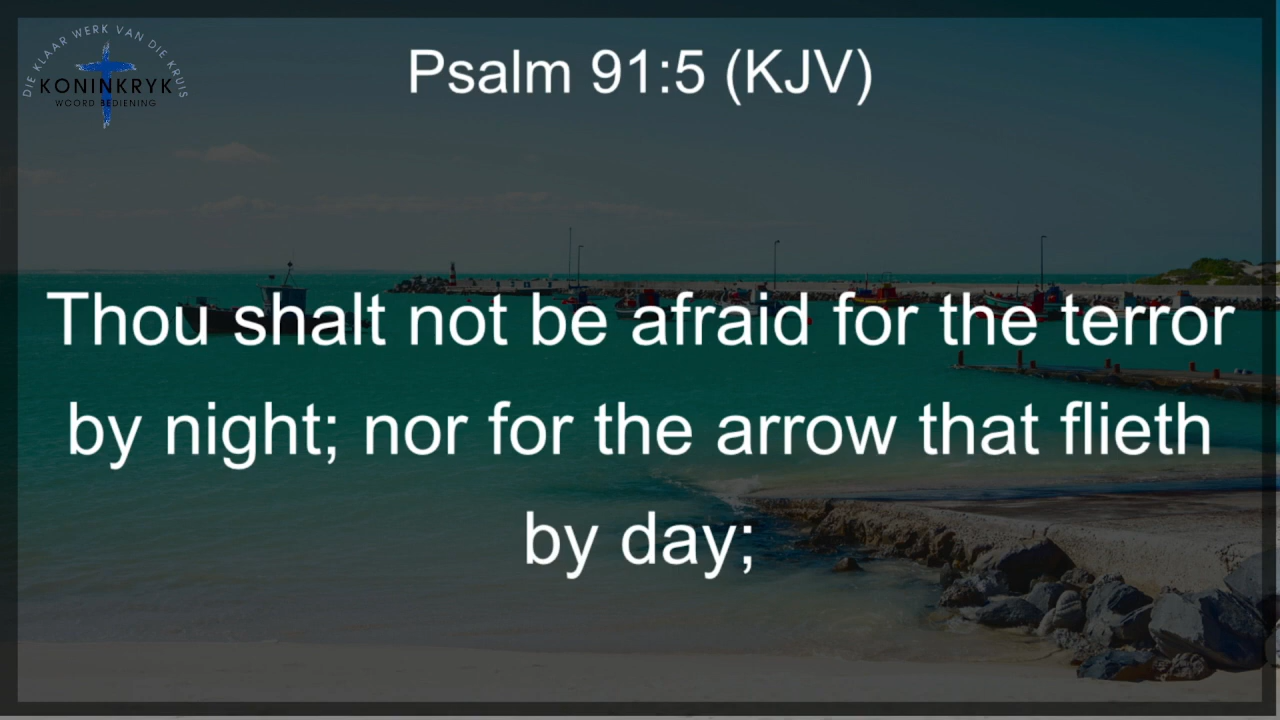 DIE KLAAR WERK VAN DIE KRUIS
KONINKRYK
WOORD BEDIENING
Psalm 91:5 (KJV)
Thou shalt not be afraid for the terror
by night; nor for the arrow that flieth
by day;